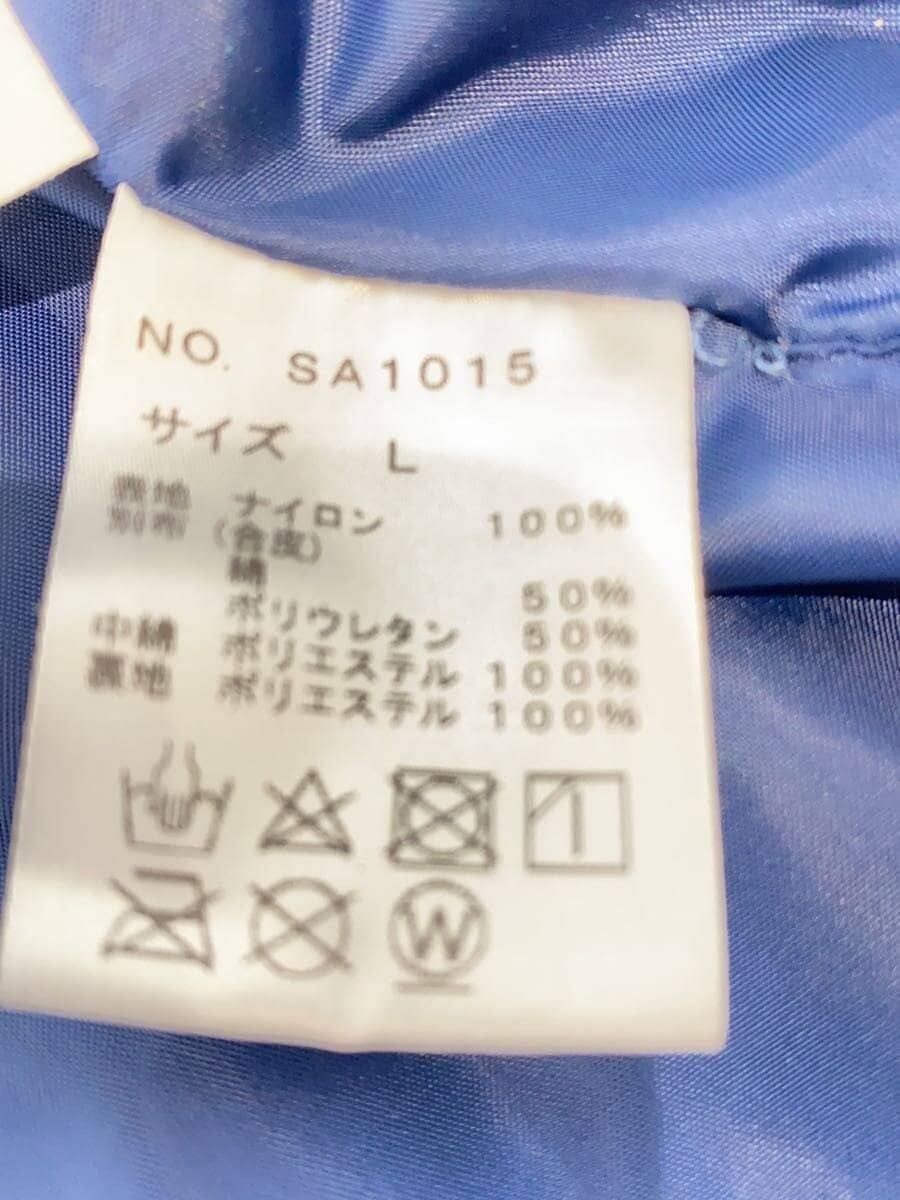 NO. SA1015
サイズ L
表地 ナイロン 100%
別布 (合皮)
綿 50%
ポリウレタン 50%
中綿 ポリエステル 100%
裏地 ポリエステル 100%
W